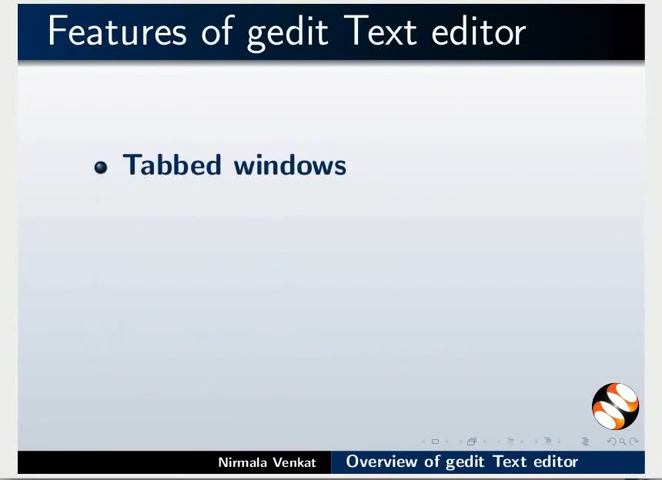 Features of gedit Text editor
Tabbed windows
Nirmala Venkat
Overview of gedit Text editor